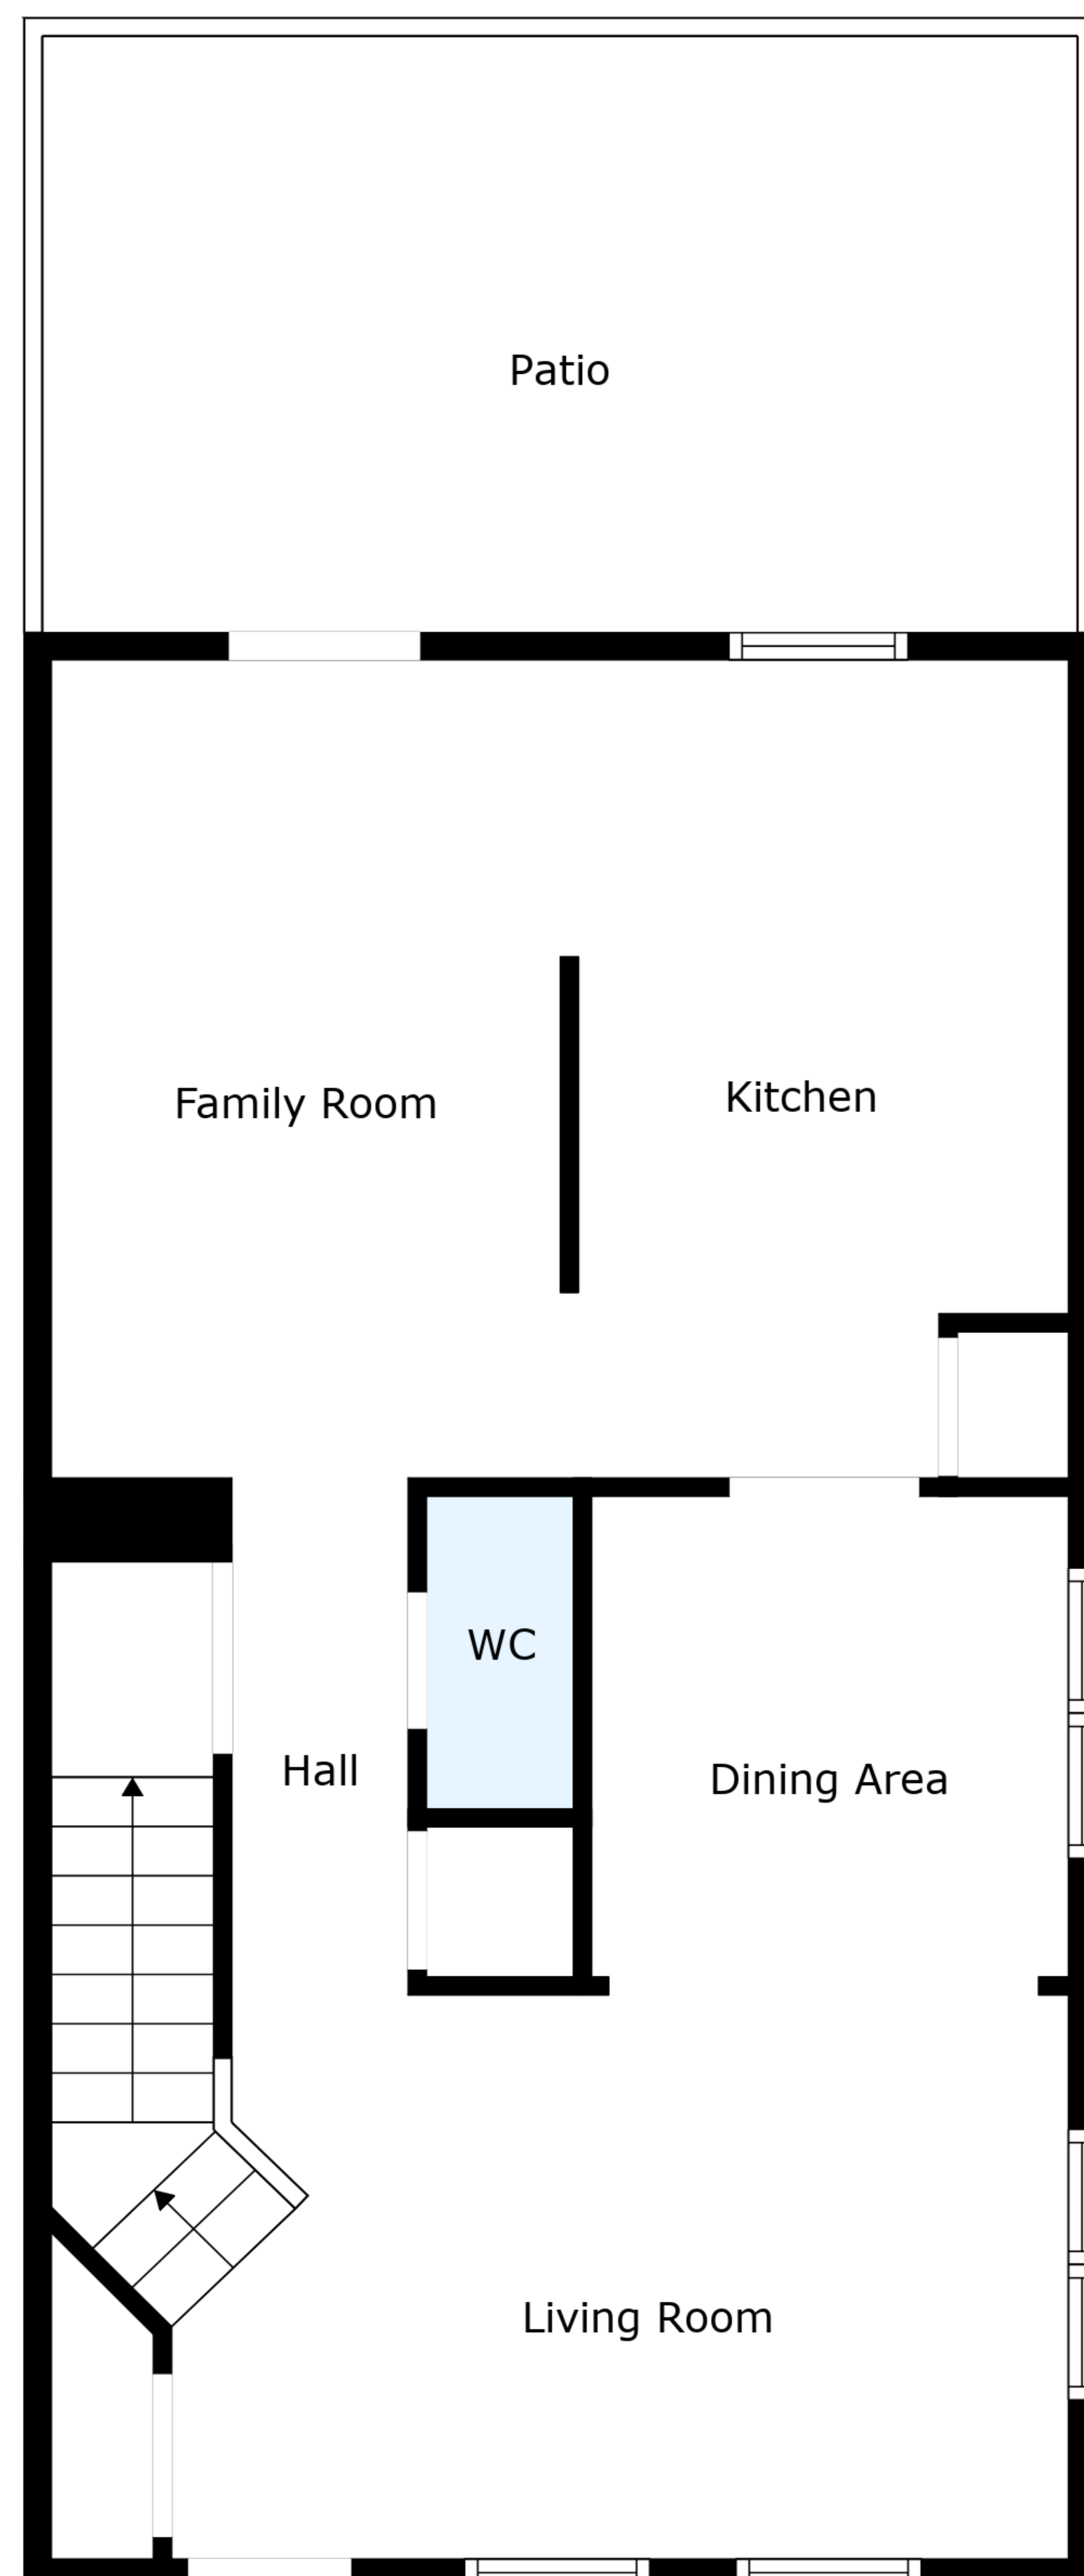 Patio
Family Room
Kitchen
WC
Hall
Dining Area
Living Room